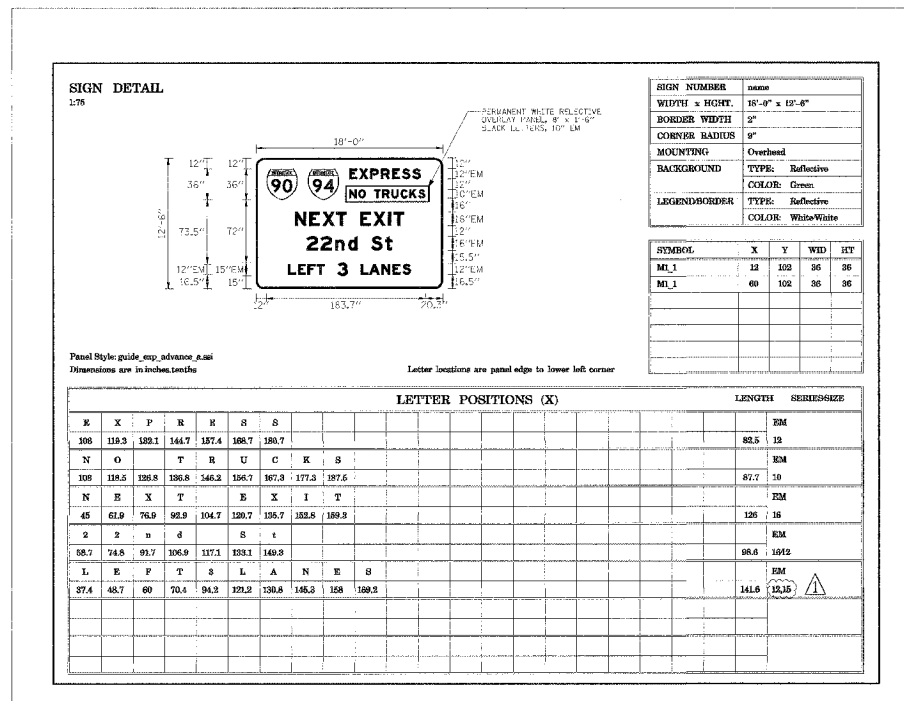 SIGN DETAIL
1:75
PERMANENT WHITE RELECTIVE
OVERLAY PANEL, 8' x 1'-6"
BLACK LETTERS, 10" EM
18'-0"
12'-6"
12"
36"
73.5"
12"EM
16.5"
12"
36"
72"
15"EM
15"
90 94 EXPRESS
NO TRUCKS
NEXT EXIT
22nd St
LEFT 3 LANES
12"
12"EM
12"
10"EM
16"
16"EM
12"
16"EM
15.5"
12"EM
16.5"
12" 183.7" 20.3"
SIGN NUMBER name
WIDTH x HGHT. 18'-0" x 12'-6"
BORDER WIDTH 2"
CORNER RADIUS 9"
MOUNTING Overhead
BACKGROUND TYPE: Reflective
COLOR: Green
LEGEND/BORDER TYPE: Reflective
COLOR: White/White
SYMBOL X Y WID HT
M1_1 12 102 36 36
M1_1 60 102 36 36
Panel Style: guide_exp_advance_a.ssi
Dimensions are in inches.tenths
Letter locations are panel edge to lower left corner
LETTER POSITIONS (X) LENGTH SERIES/SIZE
E X P R E S S EM
108 119.3 132.1 144.7 157.4 168.7 180.7 82.5 12
N O T R U C K S EM
108 118.5 126.8 136.8 146.2 156.7 167.3 177.3 187.5 87.7 10
N E X T E X I T EM
45 61.9 76.9 92.9 104.7 120.7 135.7 152.8 159.3 126 16
2 2 n d S t EM
58.7 74.8 91.7 106.9 117.1 133.1 149.3 98.6 16/12
L E F T 3 L A N E S EM
37.4 48.7 60 70.4 94.2 121.2 130.8 145.3 158 169.2 141.6 12,15 1